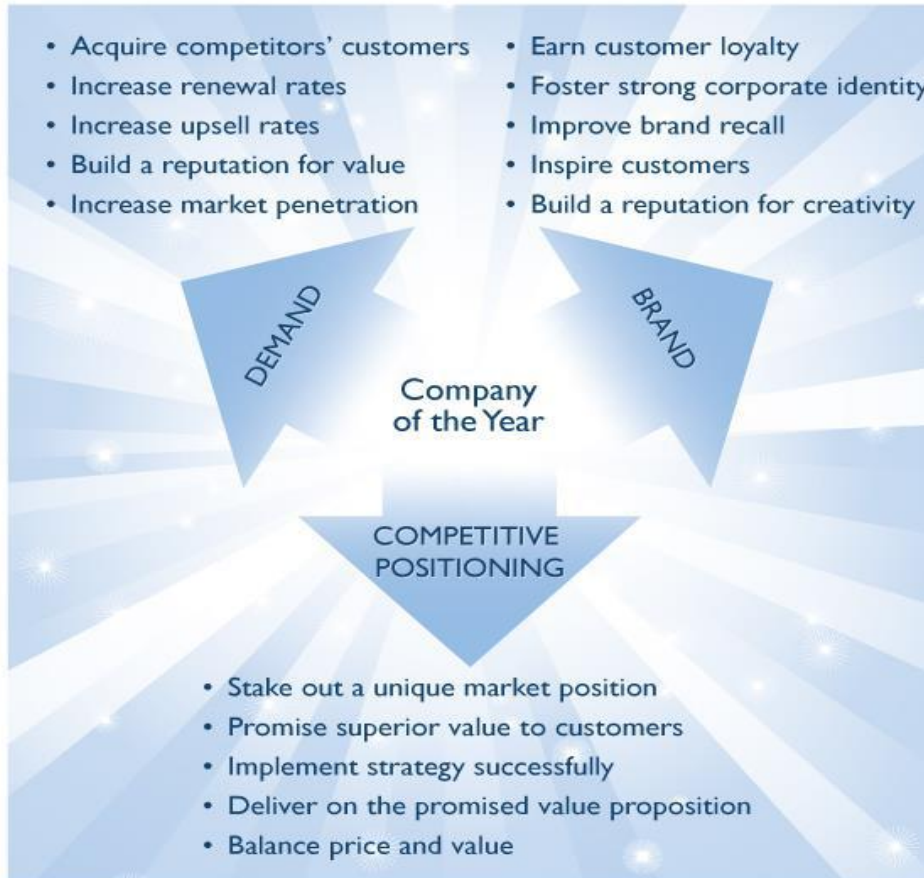 • Acquire competitors’ customers
• Increase renewal rates
• Increase upsell rates
• Build a reputation for value
• Increase market penetration
• Earn customer loyalty
• Foster strong corporate identity
• Improve brand recall
• Inspire customers
• Build a reputation for creativity
DEMAND
BRAND
Company
of the Year
COMPETITIVE
POSITIONING
• Stake out a unique market position
• Promise superior value to customers
• Implement strategy successfully
• Deliver on the promised value proposition
• Balance price and value